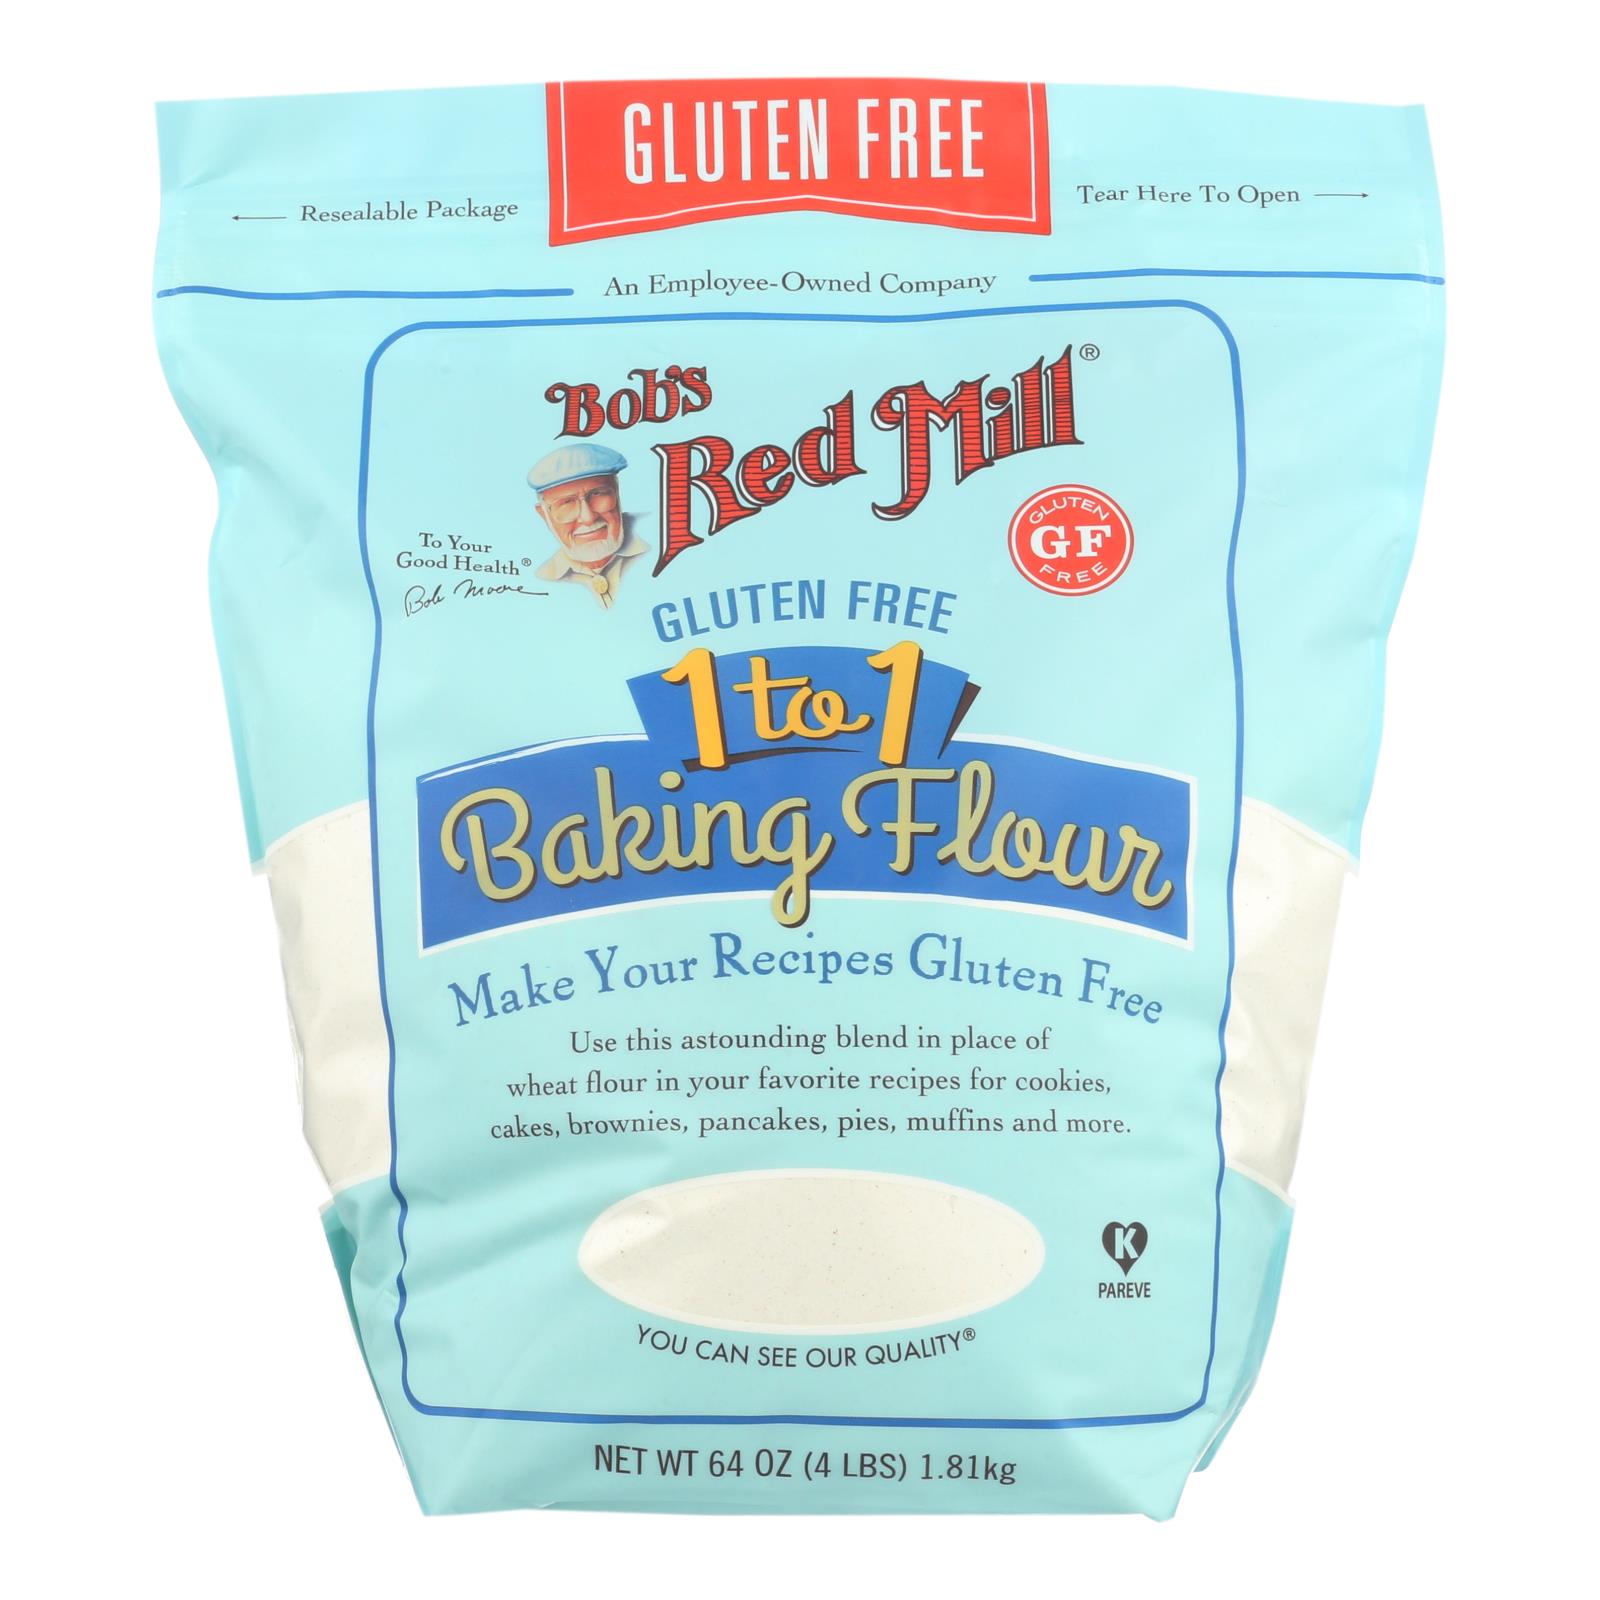 GLUTEN FREE
Resealable Package
Tear Here To Open
An Employee-Owned Company
Bob's
Red Mill®
To Your
Good Health®
Bob Moore
GLUTEN
GF
FREE
GLUTEN FREE
1 to 1
Baking Flour
Make Your Recipes Gluten Free
Use this astounding blend in place of
wheat flour in your favorite recipes for cookies,
cakes, brownies, pancakes, pies, muffins and more.
K
PAREVE
YOU CAN SEE OUR QUALITY®
NET WT 64 OZ (4 LBS) 1.81kg